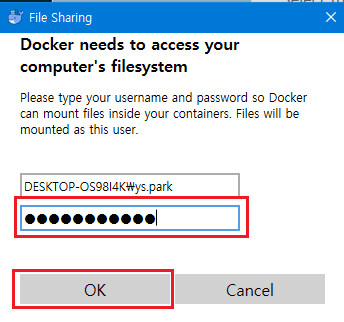 File Sharing
Docker needs to access your
computer's filesystem
Please type your username and password so Docker
can mount files inside your containers. Files will be
mounted as this user.
DESKTOP-OS98I4K₩ys.park
●●●●●●●●●●●
OK
Cancel